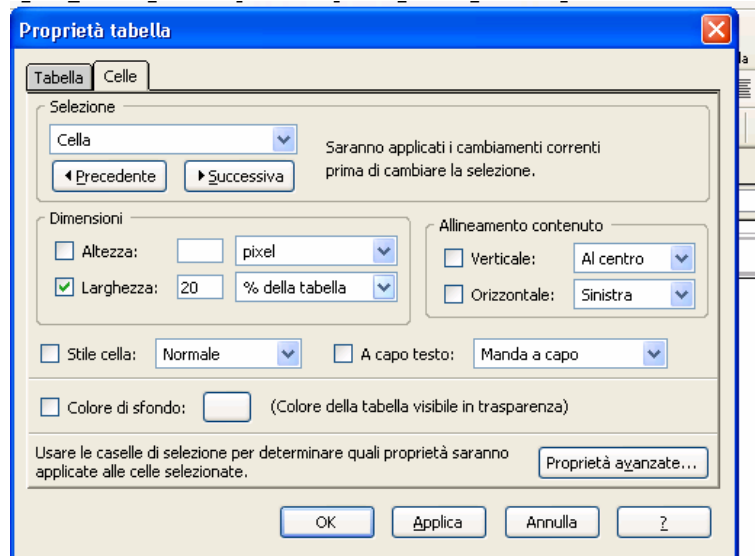 Proprietà tabella
Tabella Celle
Selezione
Cella
Saranno applicati i cambiamenti correnti
prima di cambiare la selezione.
Precedente Successiva
Dimensioni
Altezza: pixel
Larghezza: 20 % della tabella
Allineamento contenuto
Verticale: Al centro
Orizzontale: Sinistra
Stile cella: Normale A capo testo: Manda a capo
Colore di sfondo: (Colore della tabella visibile in trasparenza)
Usare le caselle di selezione per determinare quali proprietà saranno
applicate alle celle selezionate.
Proprietà avanzate...
OK Applica Annulla ?